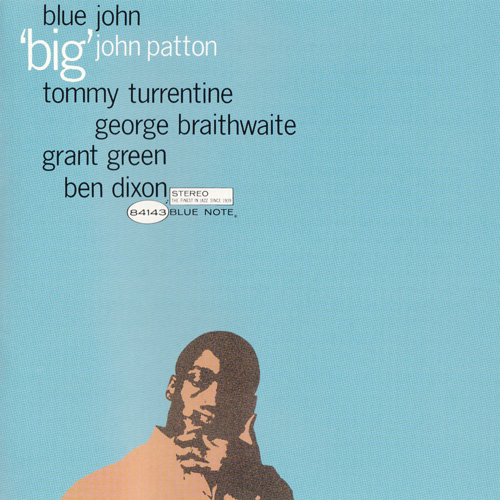 blue john
'big' john patton
tommy turrentine
george braithwaite
grant green
ben dixon
STEREO
THE FINEST IN JAZZ SINCE 1939
84143 BLUE NOTE